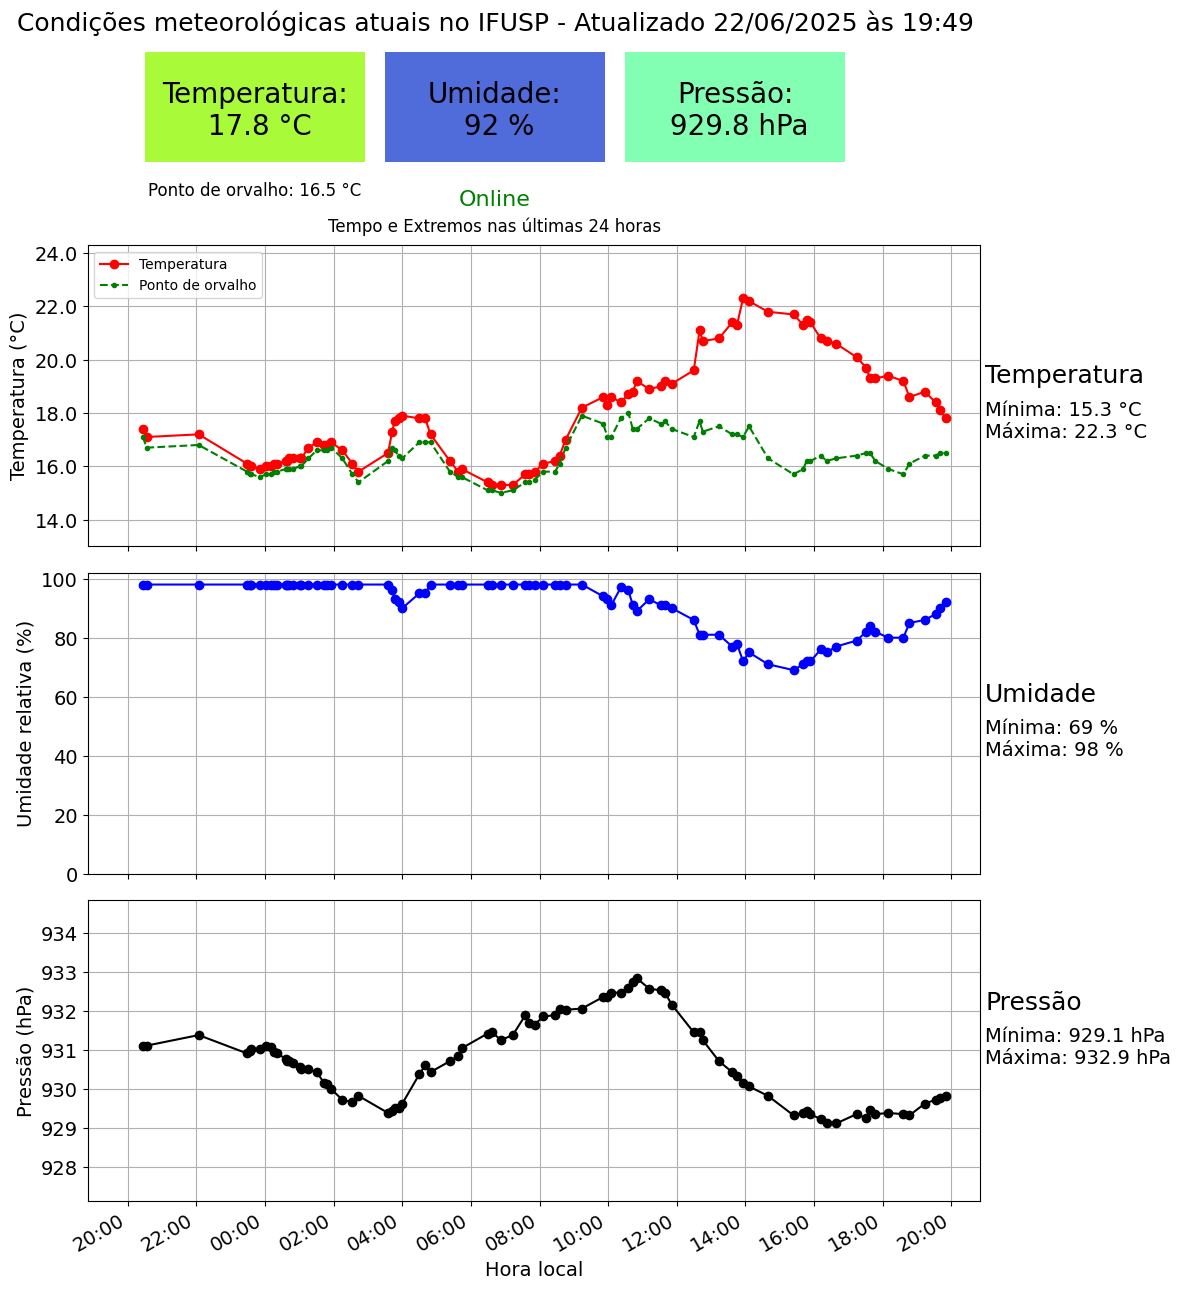 Condições meteorológicas atuais no IFUSP - Atualizado 22/06/2025 às 19:49
Temperatura:
17.8 °C
Umidade:
92 %
Pressão:
929.8 hPa
Ponto de orvalho: 16.5 °C
Online
Tempo e Extremos nas últimas 24 horas
Temperatura (°C)
24.0
22.0
20.0
18.0
16.0
14.0
Temperatura
Ponto de orvalho
Temperatura
Mínima: 15.3 °C
Máxima: 22.3 °C
Umidade relativa (%)
100
80
60
40
20
0
Umidade
Mínima: 69 %
Máxima: 98 %
Pressão (hPa)
934
933
932
931
930
929
928
Pressão
Mínima: 929.1 hPa
Máxima: 932.9 hPa
20:00 22:00 00:00 02:00 04:00 06:00 08:00 10:00 12:00 14:00 16:00 18:00 20:00
Hora local